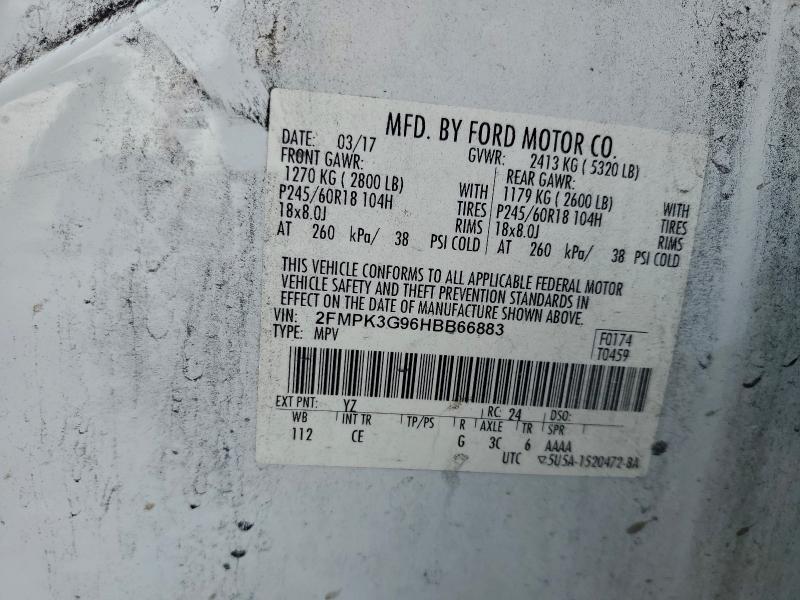 MFD. BY FORD MOTOR CO.
DATE: 03/17 GVWR: 2413 KG ( 5320 LB)
FRONT GAWR: REAR GAWR:
1270 KG ( 2800 LB) WITH 1179 KG ( 2600 LB) WITH
P245/60R18 104H TIRES P245/60R18 104H TIRES
18x8.0J RIMS 18x8.0J RIMS
AT 260 kPa/ 38 PSI COLD AT 260 kPa/ 38 PSI COLD
THIS VEHICLE CONFORMS TO ALL APPLICABLE FEDERAL MOTOR
VEHICLE SAFETY AND THEFT PREVENTION STANDARDS IN
EFFECT ON THE DATE OF MANUFACTURE SHOWN ABOVE.
VIN: 2FMPK3G96HBB66883
TYPE: MPV
F0174
T0459
EXT PNT: YZ RC: 24 DSO:
WB INT TR TP/PS R AXLE TR SPR
112 CE G 3C 6 AAAA
UTC 5U5A-1520472-BA